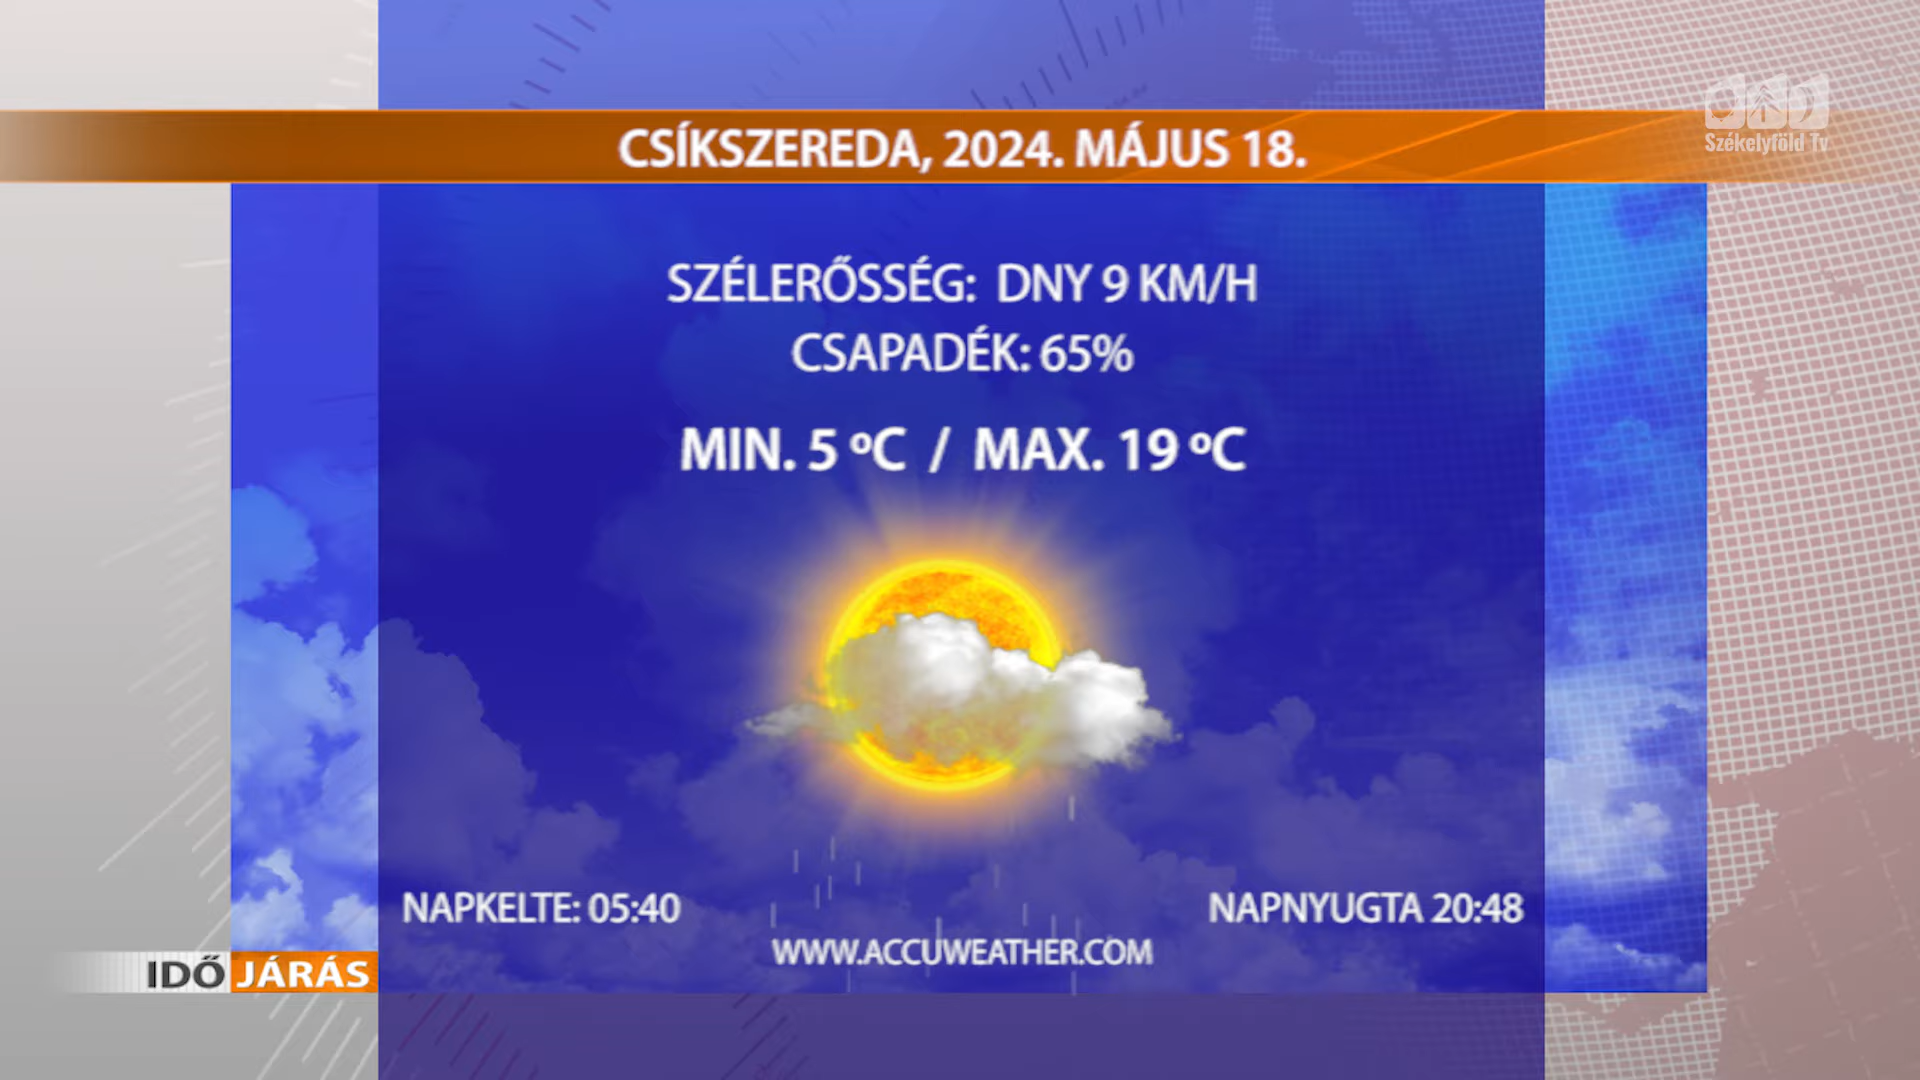 CSÍKSZEREDA, 2024. MÁJUS 18.
Székelyföld Tv
SZÉLERŐSSÉG: DNY 9 KM/H
CSAPADÉK: 65%
MIN. 5 ºC / MAX. 19 ºC
NAPKELTE: 05:40
NAPNYUGTA 20:48
WWW.ACCUWEATHER.COM
IDŐJÁRÁS